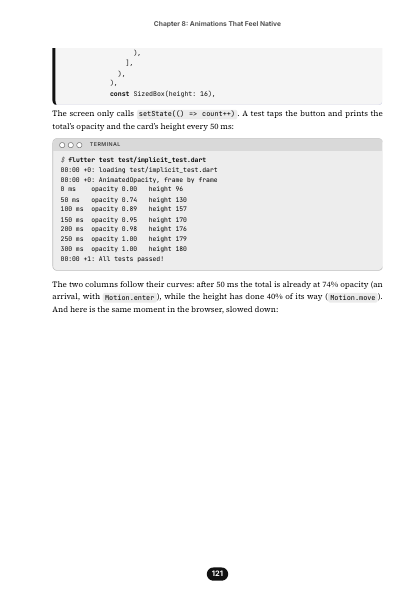 Chapter 8: Animations That Feel Native
),
],
),
),
const SizedBox(height: 16),
The screen only calls setState(() => count++). A test taps the button and prints the
total's opacity and the card's height every 50 ms:
TERMINAL
$ flutter test test/implicit_test.dart
00:00 +0: loading test/implicit_test.dart
00:00 +0: AnimatedOpacity, frame by frame
0 ms opacity 0.00 height 96
50 ms opacity 0.74 height 130
100 ms opacity 0.89 height 157
150 ms opacity 0.95 height 170
200 ms opacity 0.98 height 176
250 ms opacity 1.00 height 179
300 ms opacity 1.00 height 180
00:00 +1: All tests passed!
The two columns follow their curves: after 50 ms the total is already at 74% opacity (an
arrival, with Motion.enter), while the height has done 40% of its way (Motion.move).
And here is the same moment in the browser, slowed down:
121